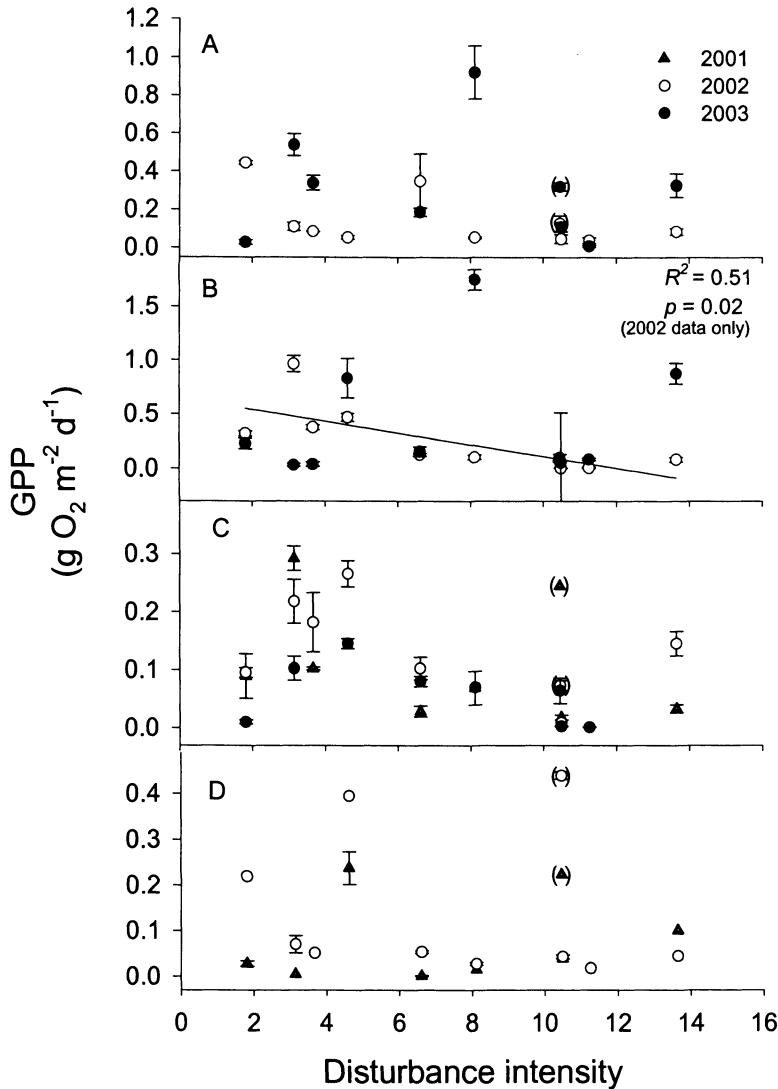 A
1.2
1.0
0.8
0.6
0.4
0.2
0.0
2001
2002
2003
B
R² = 0.51
p = 0.02
(2002 data only)
1.5
1.0
0.5
0.0
C
0.3
0.2
0.1
0.0
D
0.4
0.3
0.2
0.1
0.0
0 2 4 6 8 10 12 14 16
Disturbance intensity
GPP
(g O₂ m⁻² d⁻¹)